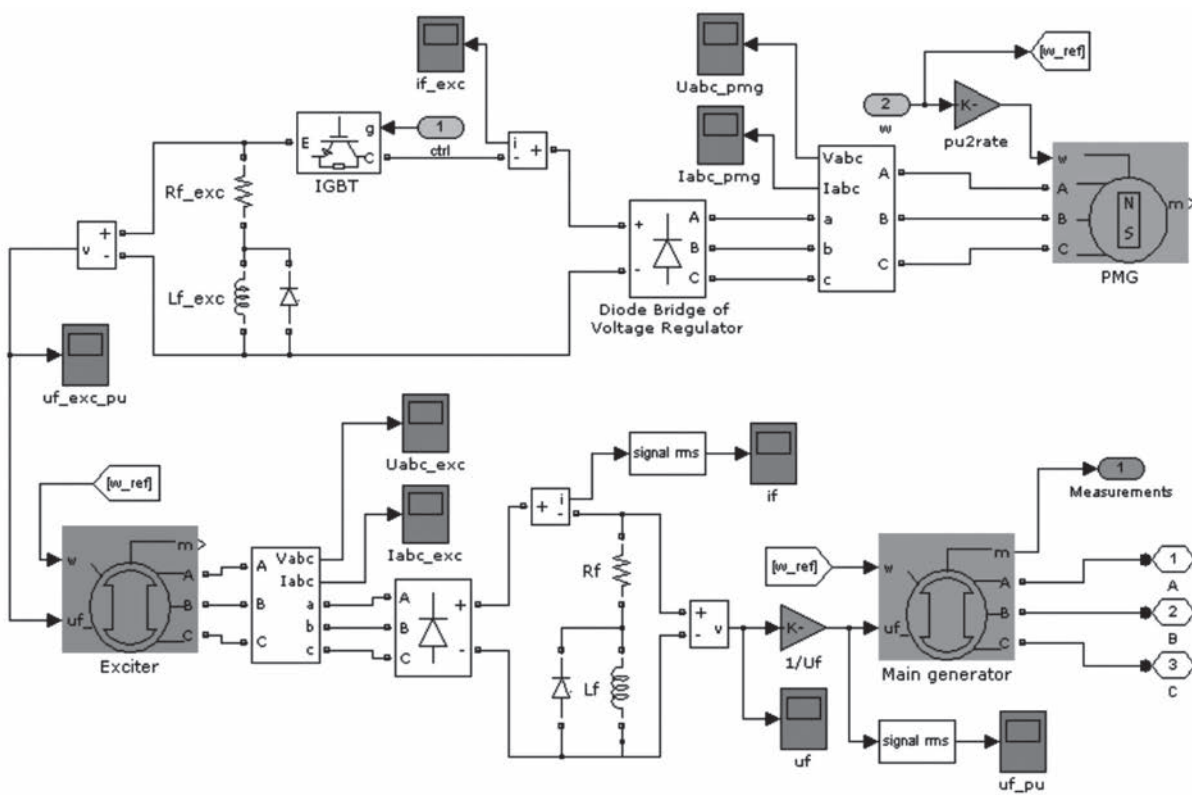 if_exc
Uabc_pmg
Iabc_pmg
[w_ref]
2
w
K-
pu2rate
E
g
C
IGBT
1
ctrl
i
-
+
Rf_exc
Lf_exc
+
v
-
+
-
A
B
C
Diode Bridge of
Voltage Regulator
Vabc
Iabc
a
b
c
A
B
C
w
A
B
C
N
S
m
PMG
uf_exc_pu
Uabc_exc
Iabc_exc
[w_ref]
w
uf_
m
A
B
C
Exciter
Vabc
Iabc
A
B
C
a
b
c
A
B
C
+
-
+
i
-
signal rms
if
Rf
Lf
+
-
v
K-
1/Uf
uf
[w_ref]
w
uf_
m
A
B
C
Main generator
1
Measurements
1
A
2
B
3
C
signal rms
uf_pu